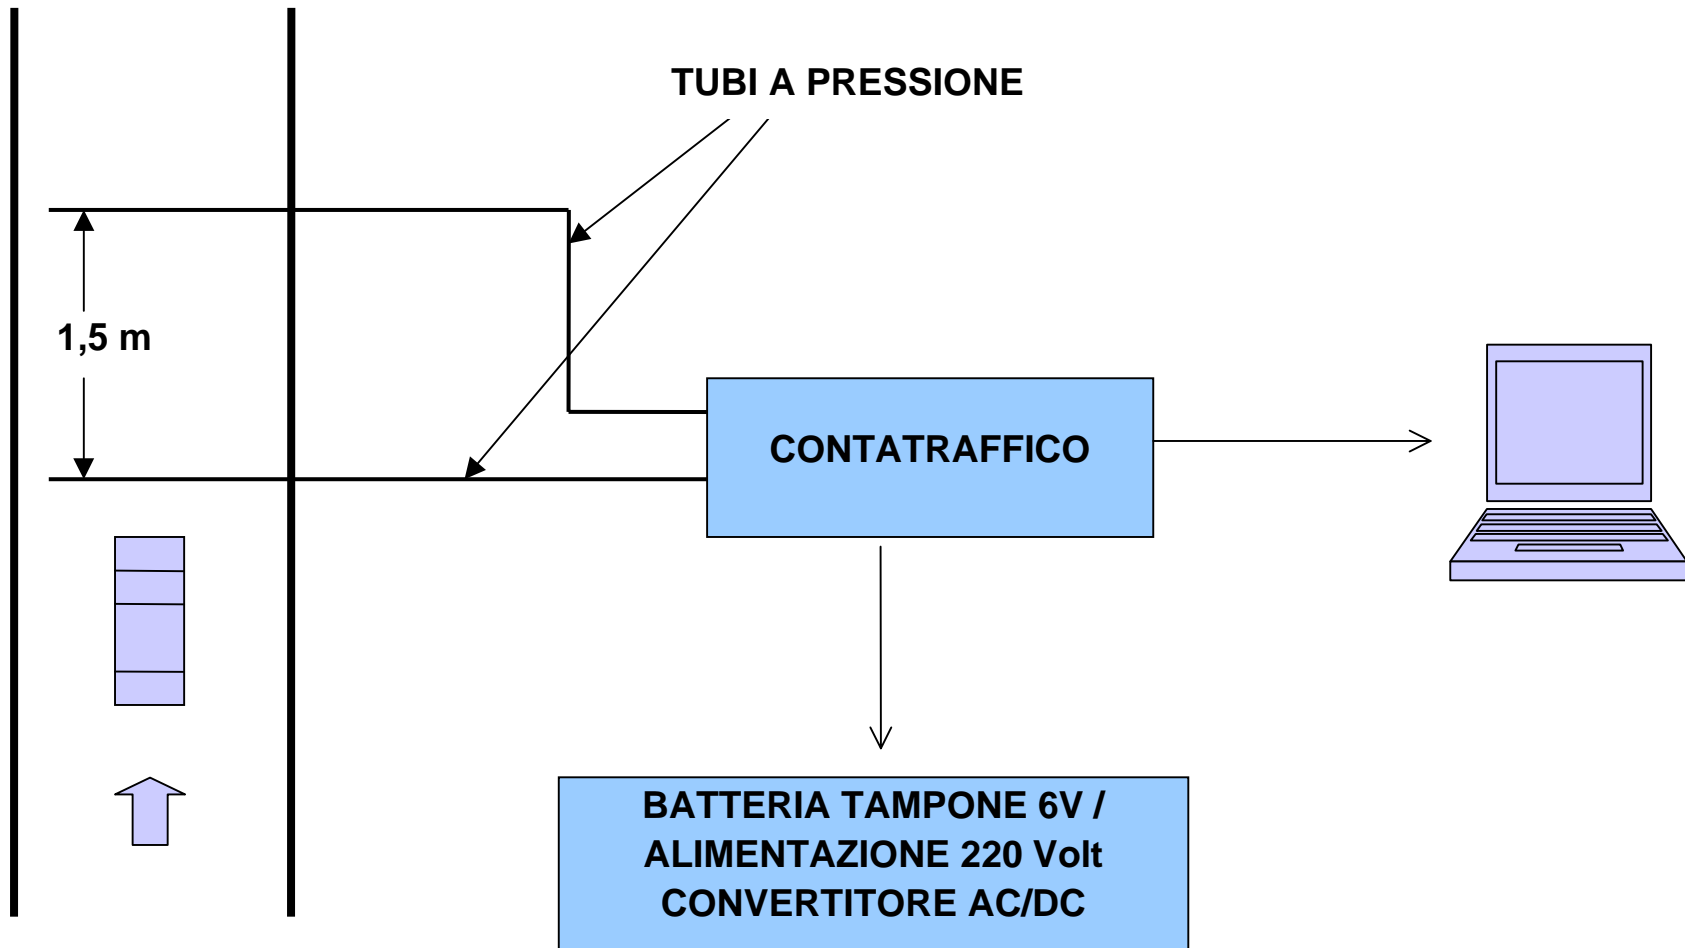 TUBI A PRESSIONE
1,5 m
CONTATRAFFICO
BATTERIA TAMPONE 6V /
ALIMENTAZIONE 220 Volt
CONVERTITORE AC/DC